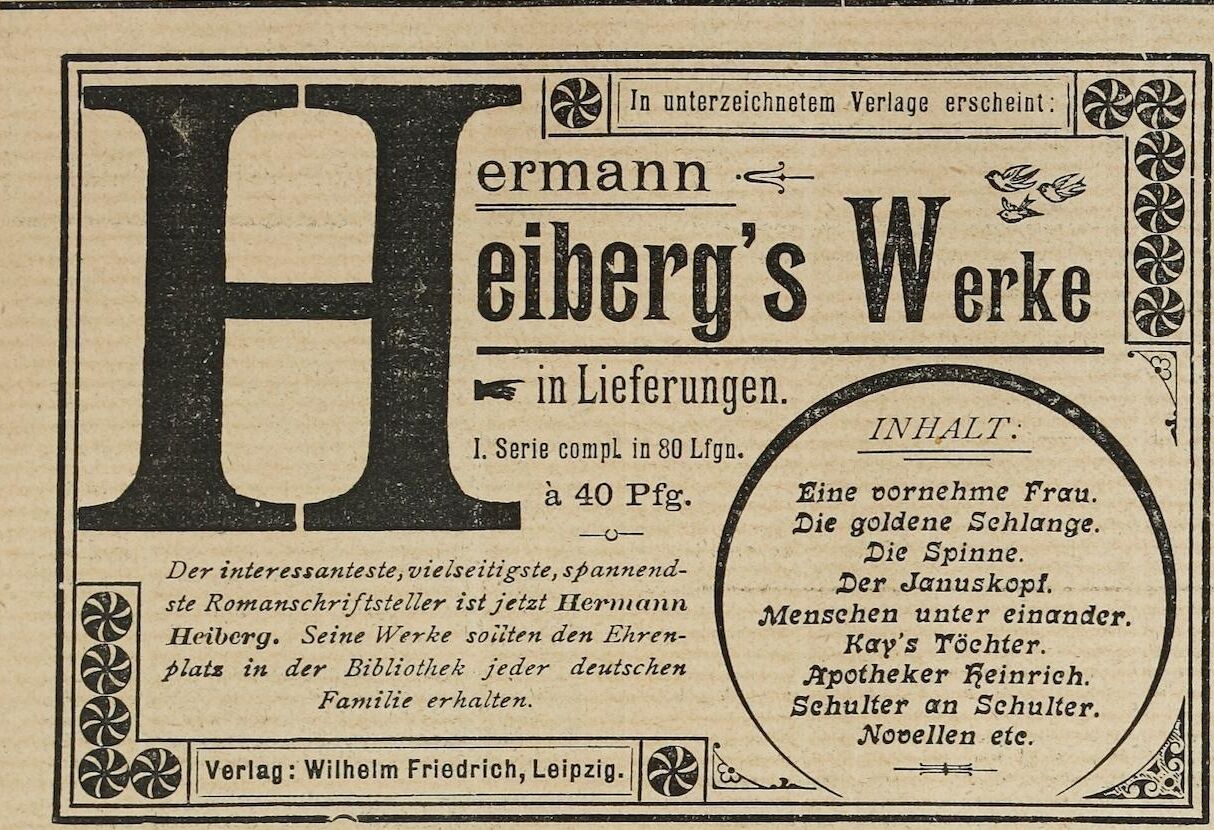 In unterzeichnetem Verlage erscheint:
Hermann
Heiberg's Werke
in Lieferungen.
I. Serie compl. in 80 Lfgn.
à 40 Pfg.
Der interessanteste, vielseitigste, spannend-
ste Romanschriftsteller ist jetzt Hermann
Heiberg. Seine Werke sollten den Ehren-
platz in der Bibliothek jeder deutschen
Familie erhalten.
INHALT:
Eine vornehme Frau.
Die goldene Schlange.
Die Spinne.
Der Januskopf.
Menschen unter einander.
Kay's Töchter.
Apotheker Heinrich.
Schulter an Schulter.
Novellen etc.
Verlag: Wilhelm Friedrich, Leipzig.